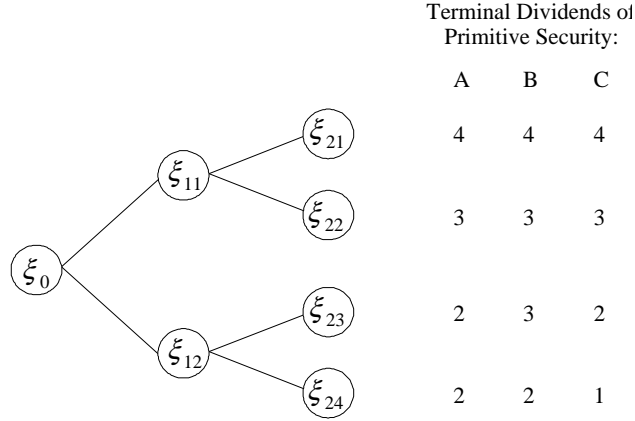 Terminal Dividends of
Primitive Security:
A B C
ξ21 4 4 4
ξ11
ξ22 3 3 3
ξ0
ξ23 2 3 2
ξ12
ξ24 2 2 1